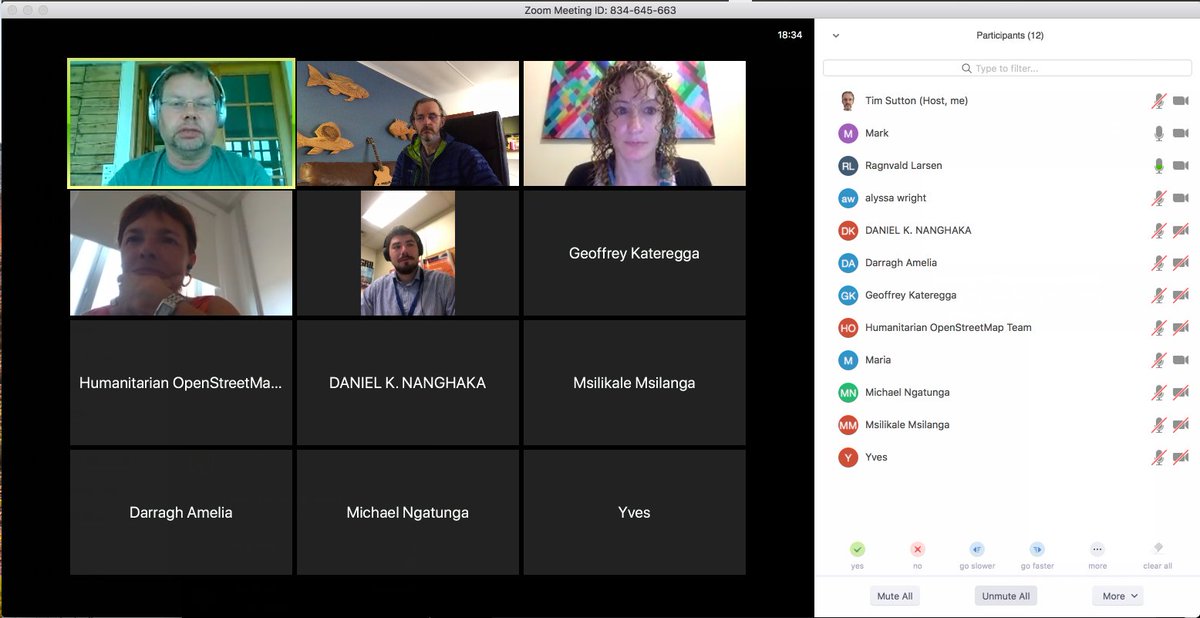 Zoom Meeting ID: 834-645-663
18:34
Geoffrey Kateregga
Humanitarian OpenStreetMa...
DANIEL K. NANGHAKA
Msilikale Msilanga
Darragh Amelia
Michael Ngatunga
Yves
Participants (12)
Type to filter...
Tim Sutton (Host, me)
M Mark
RL Ragnvald Larsen
aw alyssa wright
DK DANIEL K. NANGHAKA
DA Darragh Amelia
GK Geoffrey Kateregga
HO Humanitarian OpenStreetMap Team
M Maria
MN Michael Ngatunga
MM Msilikale Msilanga
Y Yves
yes no go slower go faster more clear all
Mute All Unmute All More